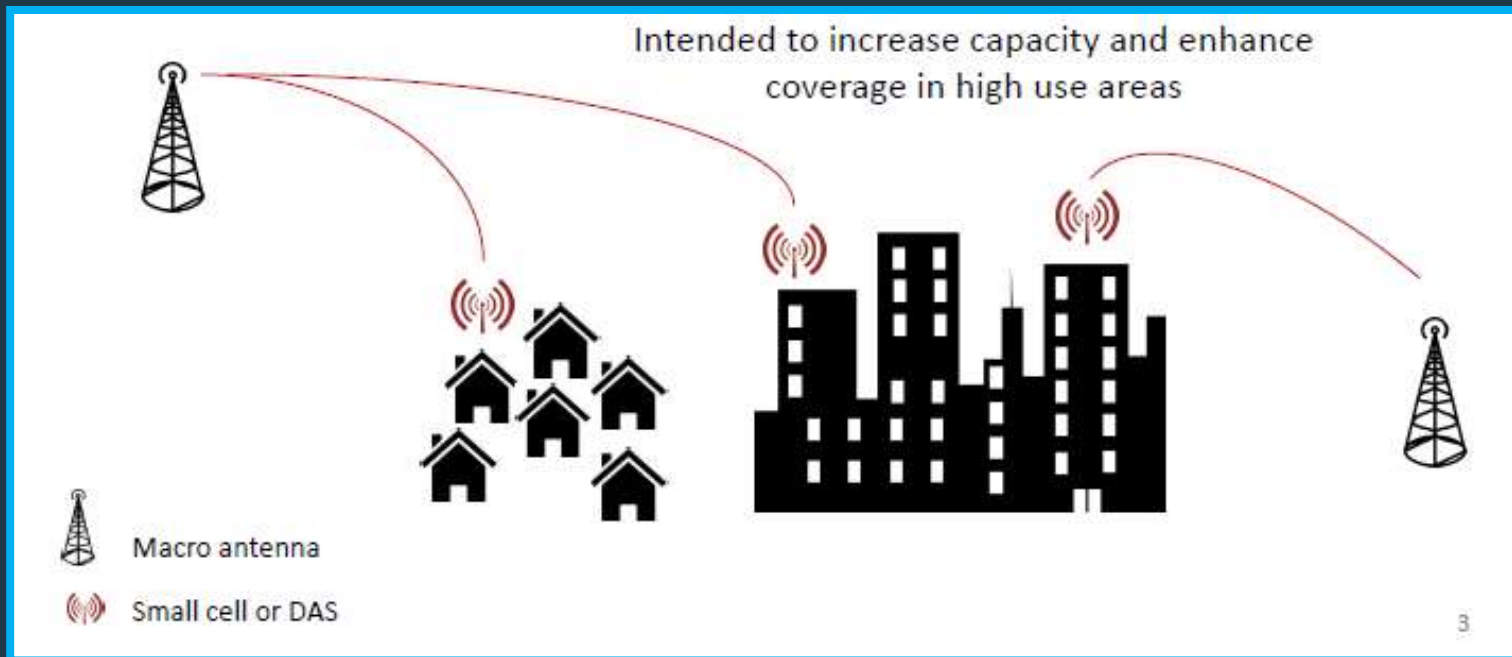 Intended to increase capacity and enhance
coverage in high use areas
Macro antenna
Small cell or DAS
3